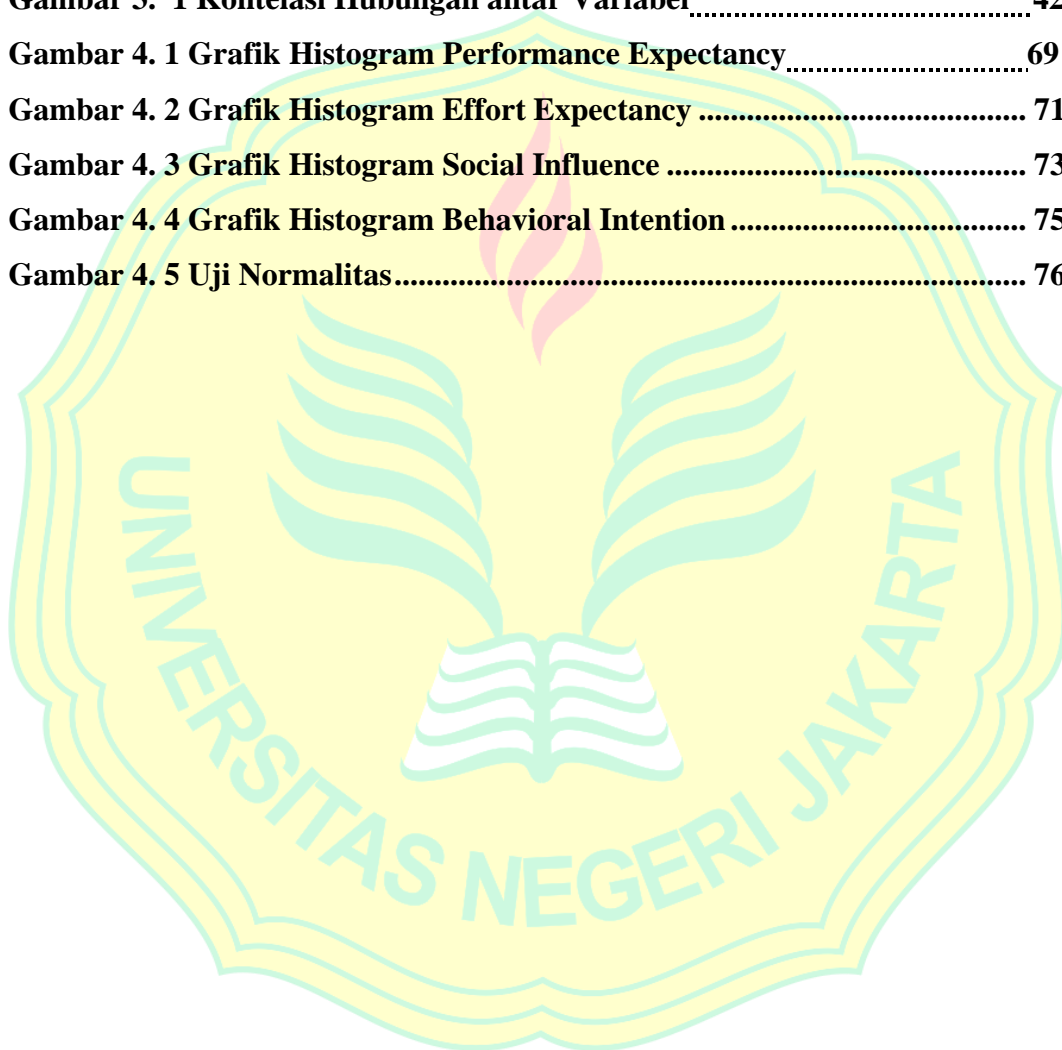 Gambar 3. 1 Kontelasi Hubungan antar Variabel 42
Gambar 4. 1 Grafik Histogram Performance Expectancy 69
Gambar 4. 2 Grafik Histogram Effort Expectancy ................................... 71
Gambar 4. 3 Grafik Histogram Social Influence ...................................... 73
Gambar 4. 4 Grafik Histogram Behavioral Intention ............................... 75
Gambar 4. 5 Uji Normalitas.................................................................... 76
UNIVERSITAS NEGERI JAKARTA